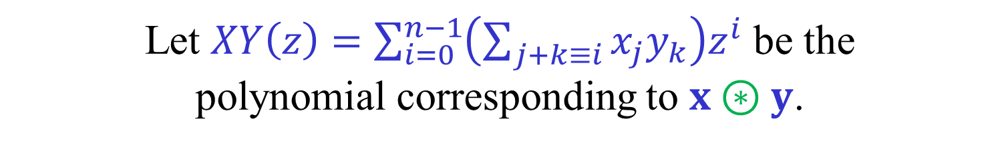 Let XY(z) = ∑_{i=0}^{n−1}(∑_{j+k≡i} x_j y_k)z^i be the
polynomial corresponding to x ⊛ y.